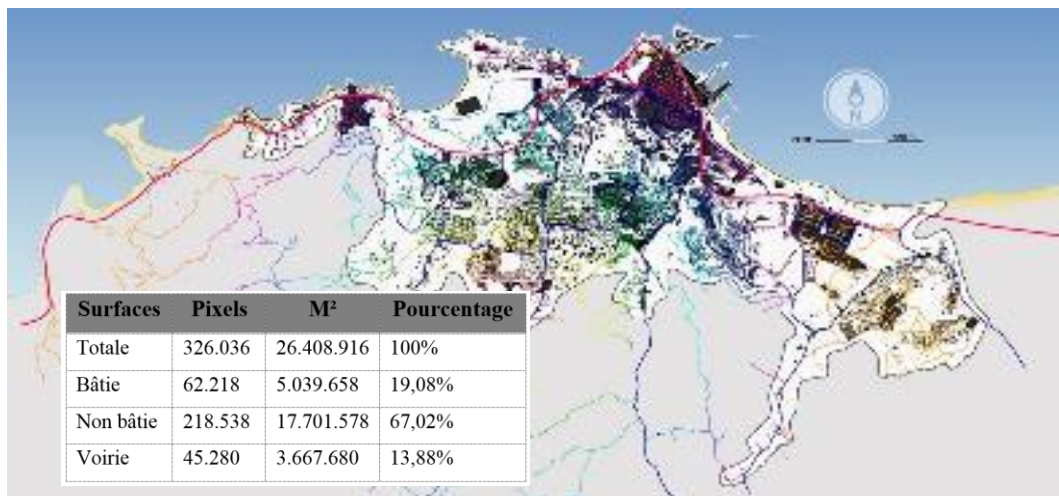 N
Surfaces Pixels M² Pourcentage
Totale 326.036 26.408.916 100%
Bâtie 62.218 5.039.658 19,08%
Non bâtie 218.538 17.701.578 67,02%
Voirie 45.280 3.667.680 13,88%